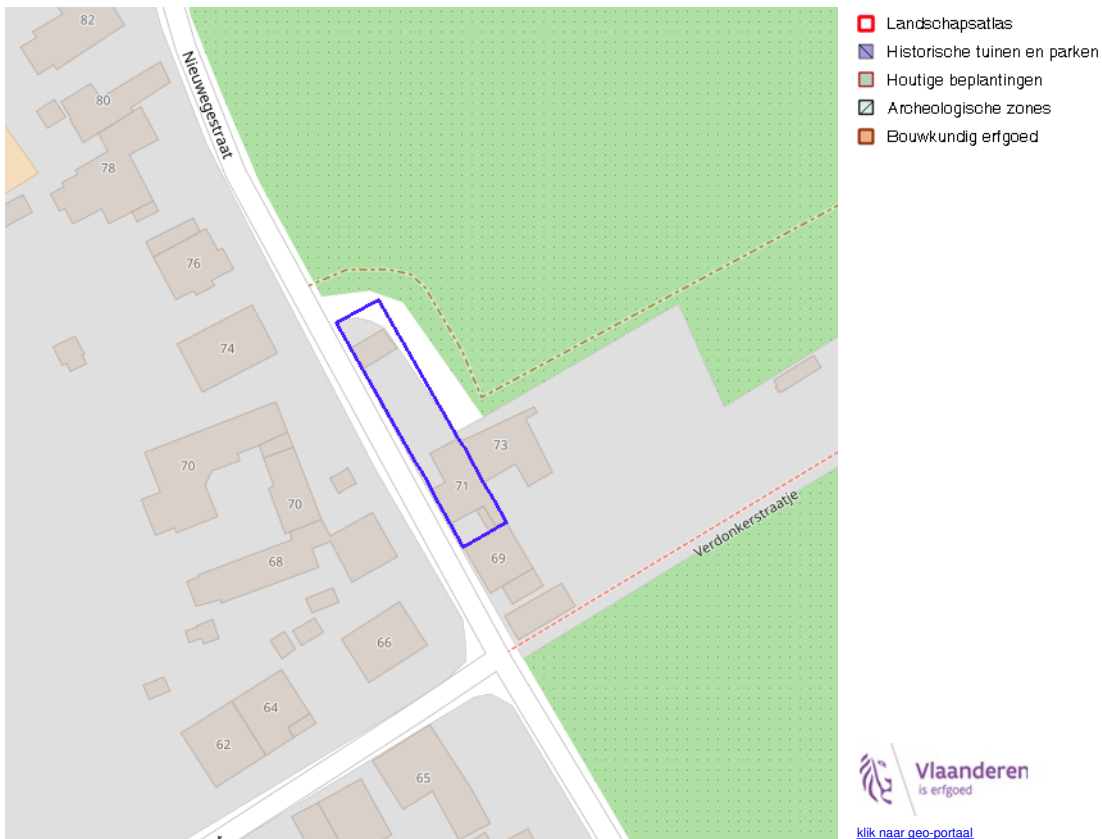 82
Nieuwegestraat
80
78
76
74
70
70
73
71
69
68
66
64
62
65
Verdonkerstraatje
Landschapsatlas
Historische tuinen en parken
Houtige beplantingen
Archeologische zones
Bouwkundig erfgoed
Vlaanderen
is erfgoed
klik naar geo-portaal